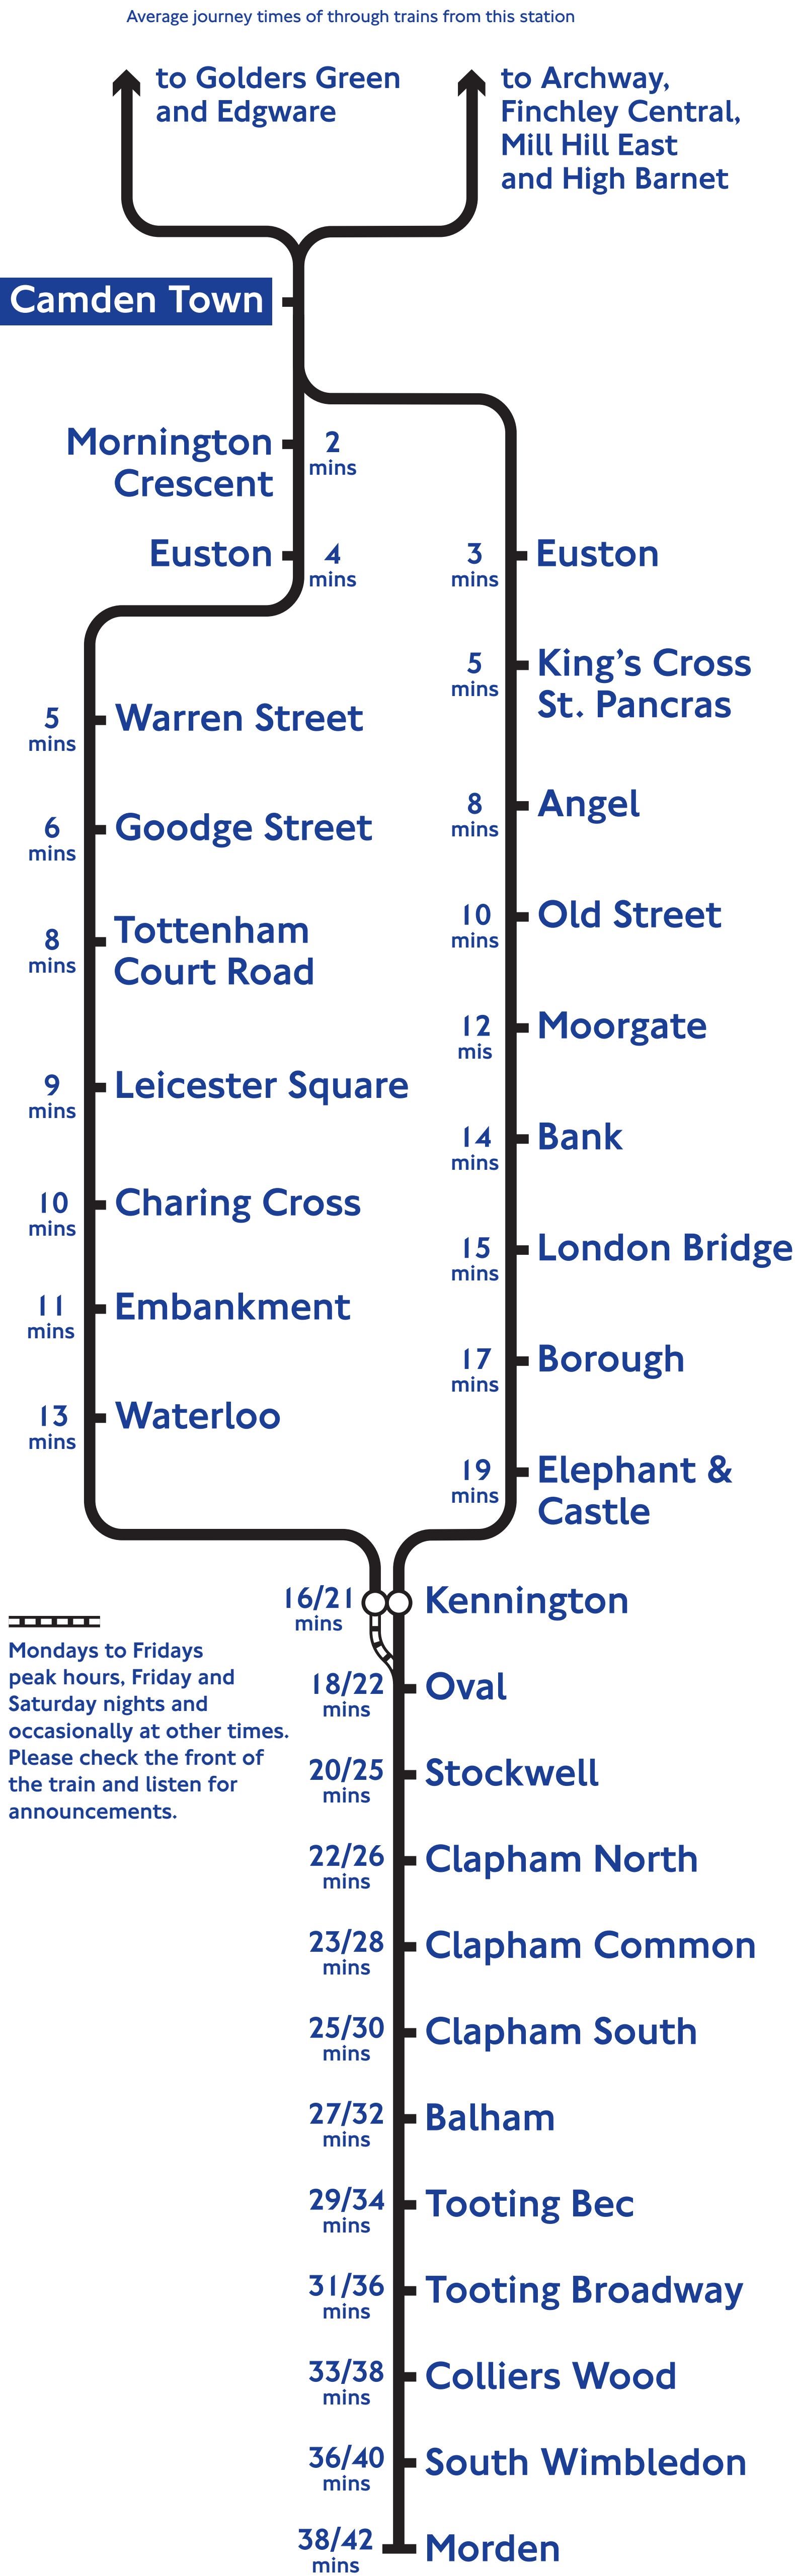 Average journey times of through trains from this station
to Golders Green
and Edgware
to Archway,
Finchley Central,
Mill Hill East
and High Barnet
Camden Town
Mornington
Crescent
2
mins
Euston
4
mins
5
mins
Warren Street
6
mins
Goodge Street
8
mins
Tottenham
Court Road
9
mins
Leicester Square
10
mins
Charing Cross
11
mins
Embankment
13
mins
Waterloo
3
mins
Euston
5
mins
King's Cross
St. Pancras
8
mins
Angel
10
mins
Old Street
12
mis
Moorgate
14
mins
Bank
15
mins
London Bridge
17
mins
Borough
19
mins
Elephant &
Castle
16/21
mins
Kennington
Mondays to Fridays
peak hours, Friday and
Saturday nights and
occasionally at other times.
Please check the front of
the train and listen for
announcements.
18/22
mins
Oval
20/25
mins
Stockwell
22/26
mins
Clapham North
23/28
mins
Clapham Common
25/30
mins
Clapham South
27/32
mins
Balham
29/34
mins
Tooting Bec
31/36
mins
Tooting Broadway
33/38
mins
Colliers Wood
36/40
mins
South Wimbledon
38/42
mins
Morden